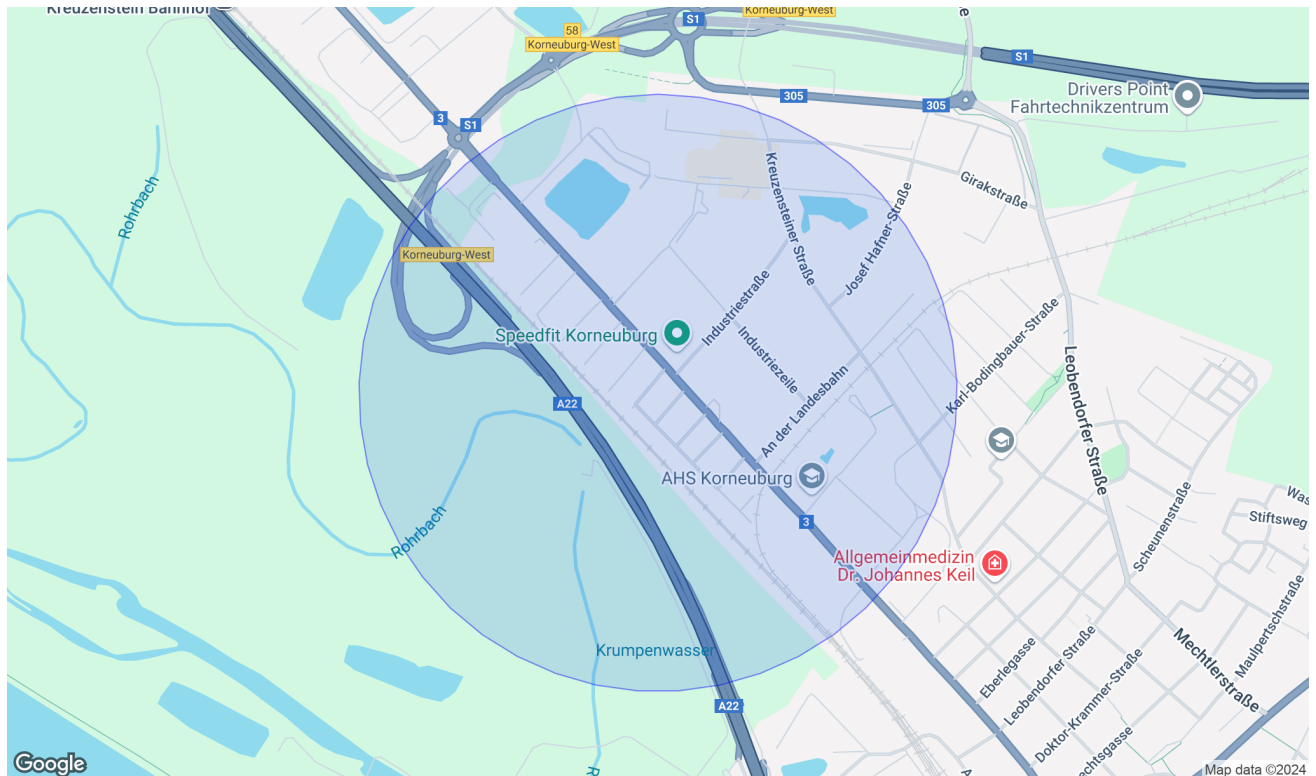 Kreuzenstein Bahnhof
58
Korneuburg-West
S1
Korneuburg-West
S1
Drivers Point
Fahrtechnikzentrum
305
305
3
S1
Rohrbach
Kreuzensteiner Straße
Girakstraße
Josef Hafner-Straße
Korneuburg-West
Speedfit Korneuburg
Industriestraße
Industriezeile
Karl-Bodingbauer-Straße
Leobendorfer Straße
A22
An der Landesbahn
AHS Korneuburg
Rohrbach
3
Stiftsweg
Scheunenstraße
Allgemeinmedizin
Dr. Johannes Keil
Krumpenwasser
Mechtlerstraße
Maulpertschstraße
Eberlegasse
Leobendorfer Straße
Doktor-Krammer-Straße
A22
Google
Map data ©2024